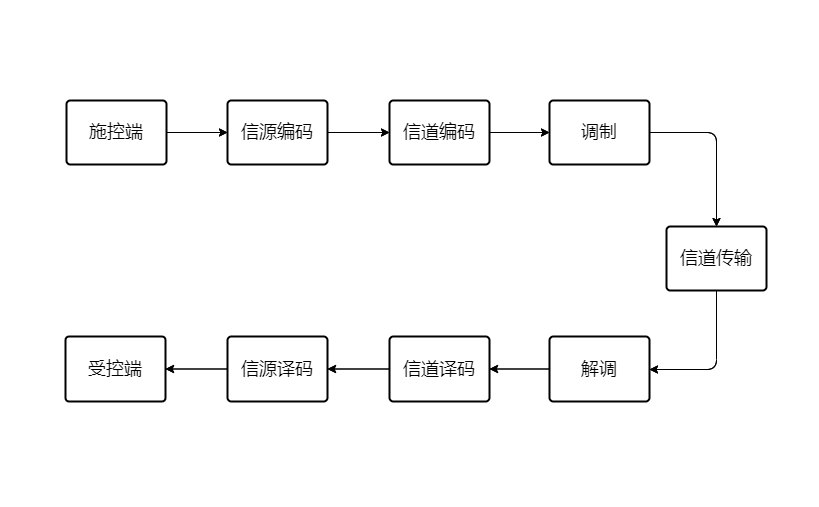 施控端
信源编码
信道编码
调制
信道传输
受控端
信源译码
信道译码
解调